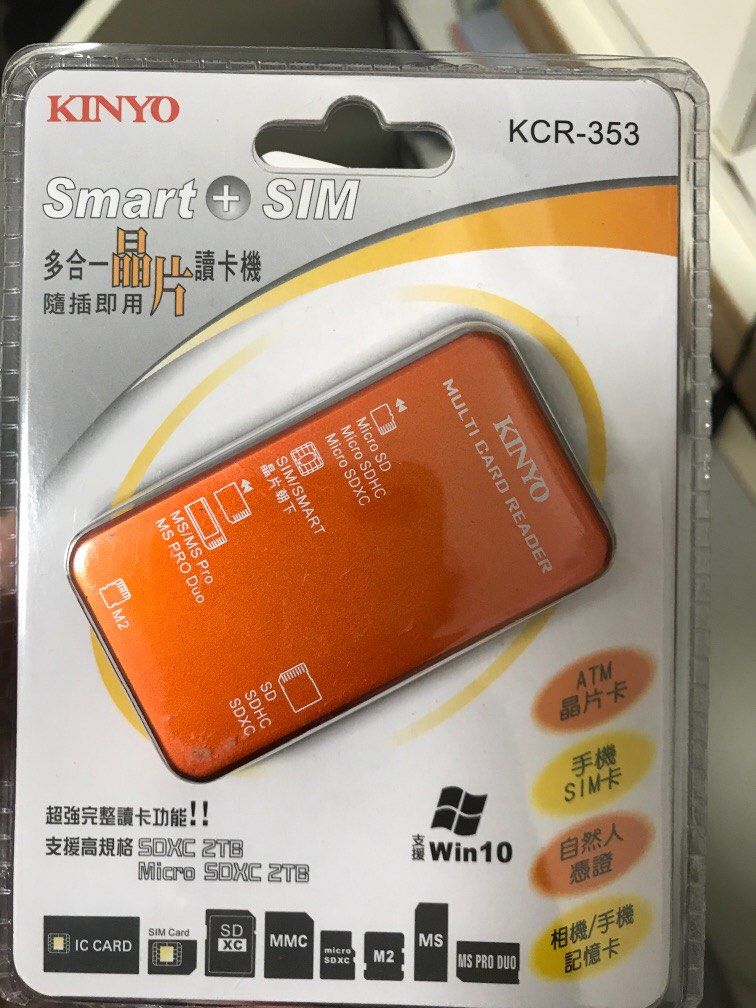 KINYO
KCR-353
Smart + SIM
多合一晶片讀卡機
隨插即用
KINYO
MULTI CARD READER
Micro SD
Micro SDHC
Micro SDXC
SIM/SMART
晶片朝下
MS/MS Pro
MS PRO Duo
M2
SD
SDHC
SDXC
ATM
晶片卡
手機
SIM卡
自然人
憑證
相機/手機
記憶卡
超強完整讀卡功能!!
支援高規格 SDXC 2TB
Micro SDXC 2TB
支援 Win10
IC CARD
SIM Card
SD
XC
MMC
micro
SDXC
M2
MS
MS PRO DUO